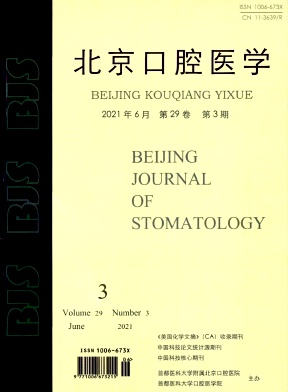 ISSN 1006-673X
CN 11-3639/R
北京口腔医学
BEIJING KOUQIANG YIXUE
2021年6月 第29卷 第3期
BEIJING
JOURNAL
OF
STOMATOLOGY
BJS
BJS
BJS
3
Volume 29 Number 3
June 2021
ISSN 1006-673X
06
9 771006 673215
《英国化学文摘》(CA)收录期刊
中国科技论文统计源期刊
中国科技核心期刊
首都医科大学附属北京口腔医院
首都医科大学口腔医学院
主办